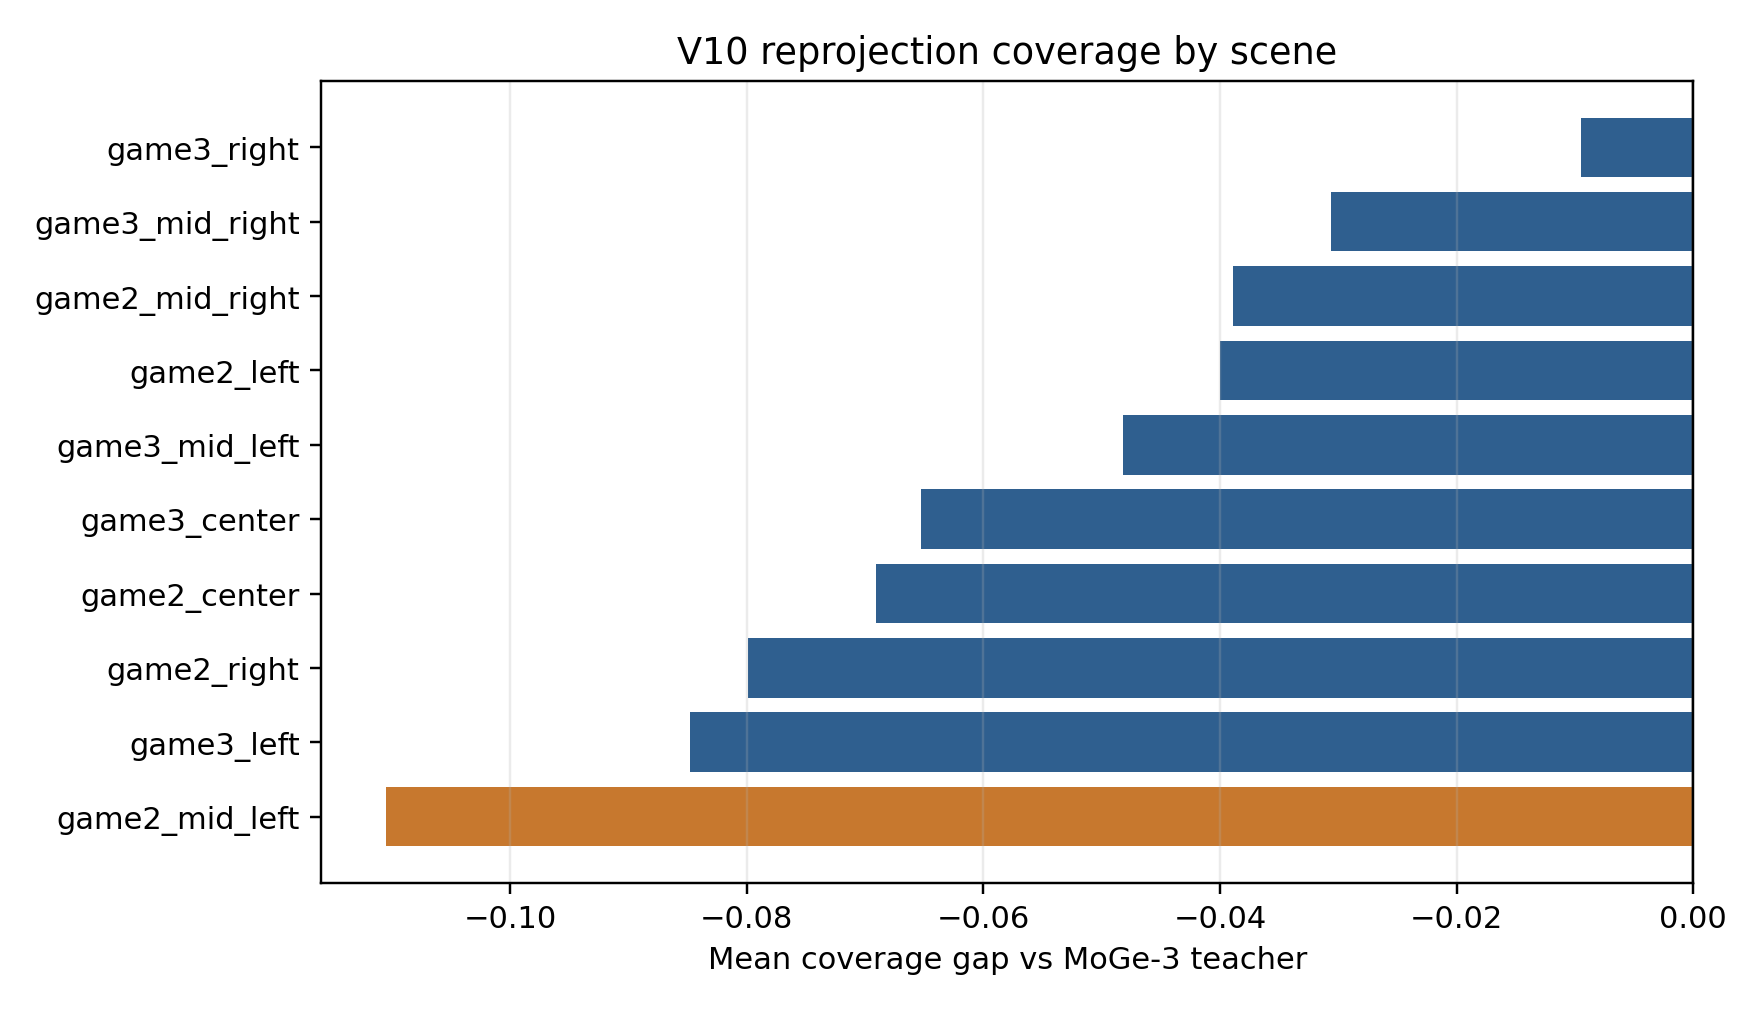 V10 reprojection coverage by scene
game3_right
game3_mid_right
game2_mid_right
game2_left
game3_mid_left
game3_center
game2_center
game2_right
game3_left
game2_mid_left
−0.10 −0.08 −0.06 −0.04 −0.02 0.00
Mean coverage gap vs MoGe-3 teacher